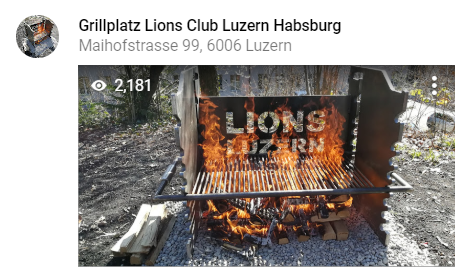 Grillplatz Lions Club Luzern Habsburg
Maihofstrasse 99, 6006 Luzern
2,181
LIONS
LUZERN